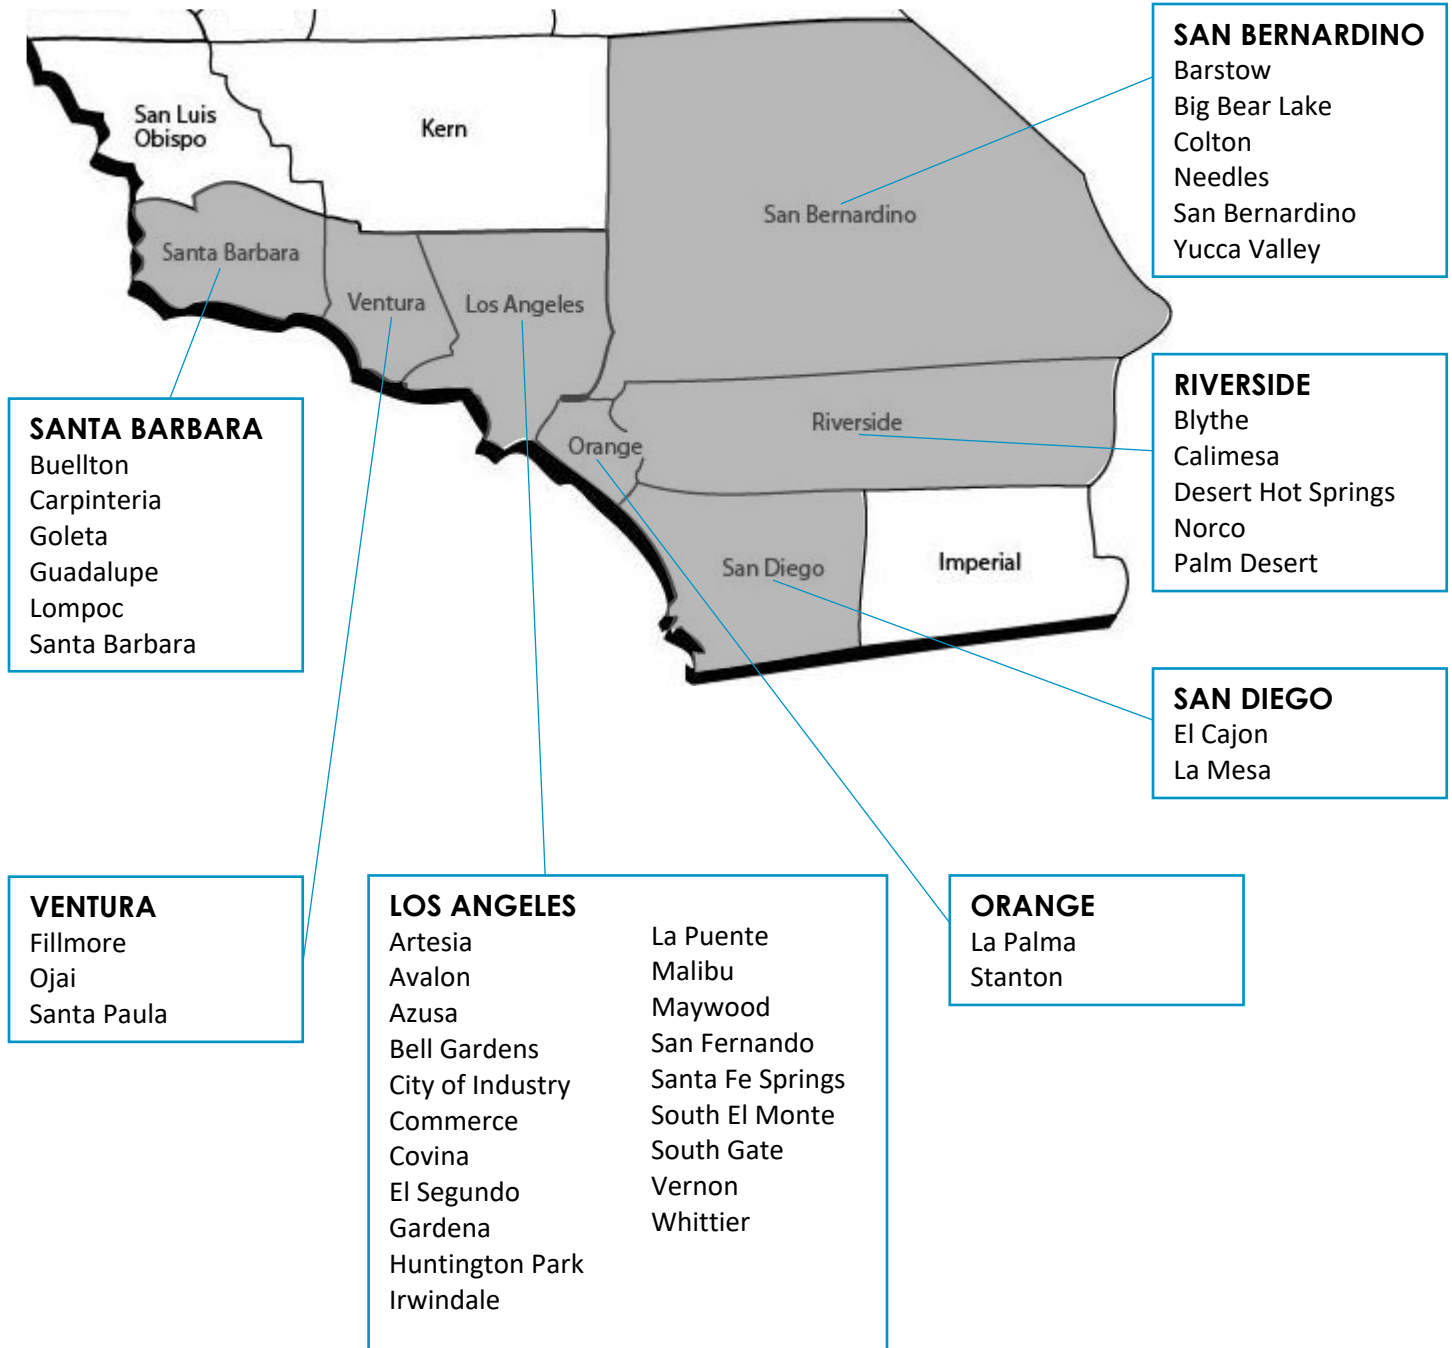 San Luis
Obispo
Kern
San Bernardino
Santa Barbara
Ventura
Los Angeles
Riverside
Orange
San Diego
Imperial
SAN BERNARDINO
Barstow
Big Bear Lake
Colton
Needles
San Bernardino
Yucca Valley
RIVERSIDE
Blythe
Calimesa
Desert Hot Springs
Norco
Palm Desert
SANTA BARBARA
Buellton
Carpinteria
Goleta
Guadalupe
Lompoc
Santa Barbara
SAN DIEGO
El Cajon
La Mesa
VENTURA
Fillmore
Ojai
Santa Paula
LOS ANGELES
Artesia
Avalon
Azusa
Bell Gardens
City of Industry
Commerce
Covina
El Segundo
Gardena
Huntington Park
Irwindale
La Puente
Malibu
Maywood
San Fernando
Santa Fe Springs
South El Monte
South Gate
Vernon
Whittier
ORANGE
La Palma
Stanton